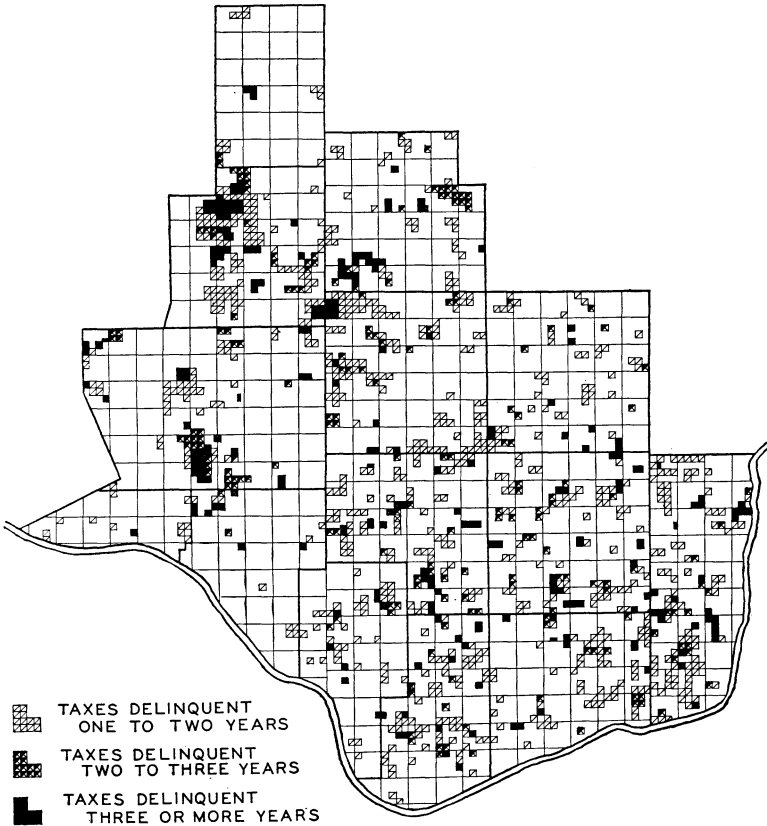 TAXES DELINQUENT
ONE TO TWO YEARS
TAXES DELINQUENT
TWO TO THREE YEARS
TAXES DELINQUENT
THREE OR MORE YEARS